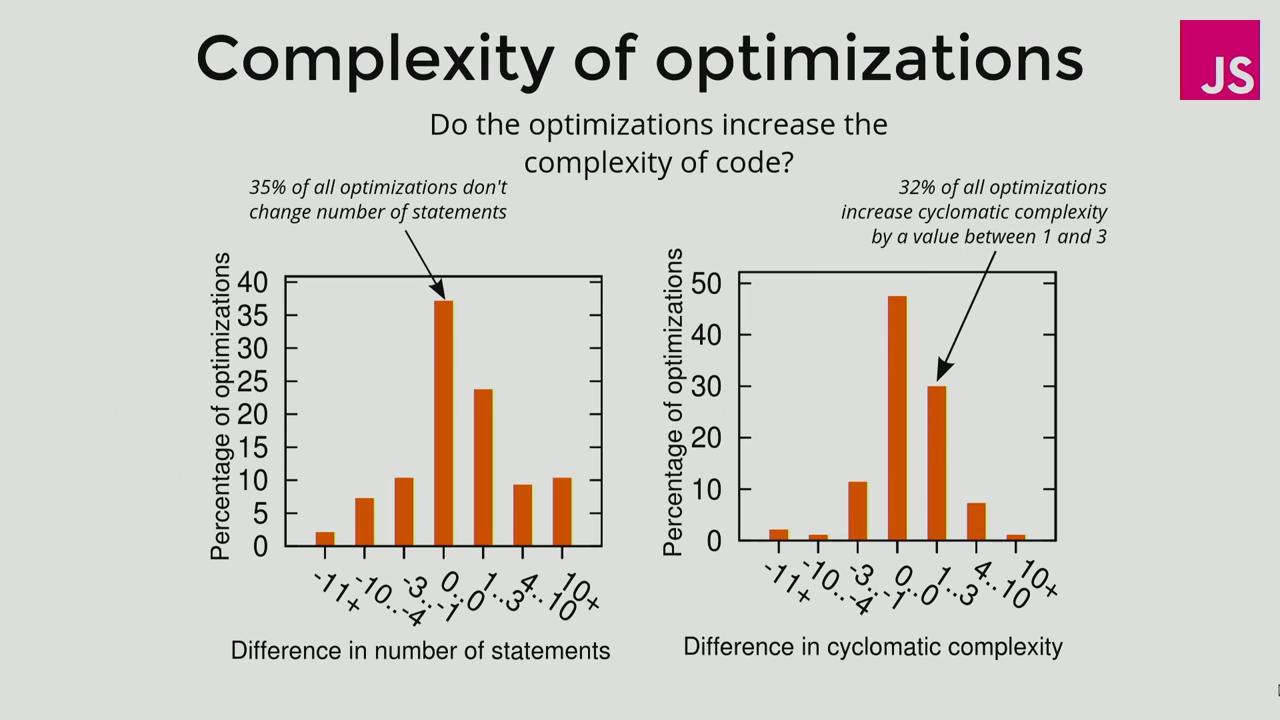 Complexity of optimizations
JS
Do the optimizations increase the
complexity of code?
35% of all optimizations don't
change number of statements
32% of all optimizations
increase cyclomatic complexity
by a value between 1 and 3
Percentage of optimizations
40
35
30
25
20
15
10
5
0
-11+
-10..-4
-3..-1
0..0
1..3
4..10
10+
Difference in number of statements
Percentage of optimizations
50
40
30
20
10
0
-11+
-10..-4
-3..-1
0..0
1..3
4..10
10+
Difference in cyclomatic complexity